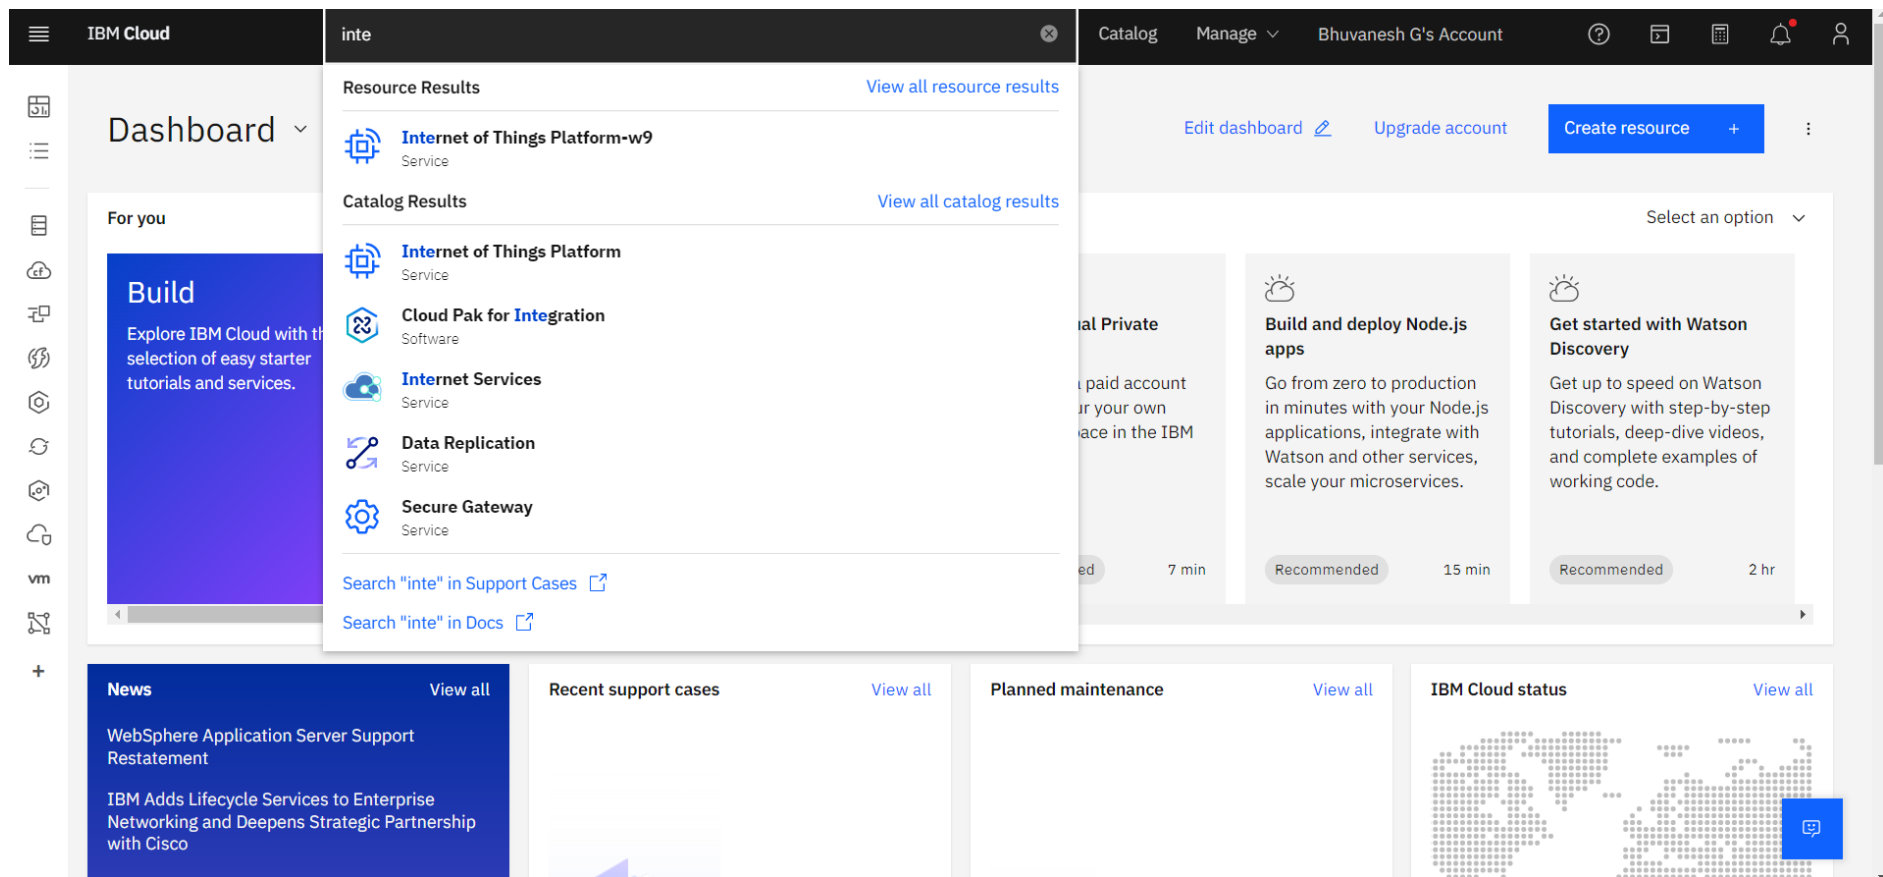 IBM Cloud
inte
Catalog
Manage
Bhuvanesh G's Account
Resource Results
View all resource results
Internet of Things Platform-w9
Service
Catalog Results
View all catalog results
Internet of Things Platform
Service
Cloud Pak for Integration
Software
Internet Services
Service
Data Replication
Service
Secure Gateway
Service
Search "inte" in Support Cases
Search "inte" in Docs
Dashboard
Edit dashboard
Upgrade account
Create resource +
For you
Select an option
Build
Explore IBM Cloud with
selection of easy starter
tutorials and services.
Private
paid account
your own
in the IBM
7 min
Build and deploy Node.js
apps
Go from zero to production
in minutes with your Node.js
applications, integrate with
Watson and other services,
scale your microservices.
Recommended
15 min
Get started with Watson
Discovery
Get up to speed on Watson
Discovery with step-by-step
tutorials, deep-dive videos,
and complete examples of
working code.
Recommended
2 hr
cf
vm
News
View all
WebSphere Application Server Support
Restatement
IBM Adds Lifecycle Services to Enterprise
Networking and Deepens Strategic Partnership
with Cisco
Recent support cases
View all
Planned maintenance
View all
IBM Cloud status
View all